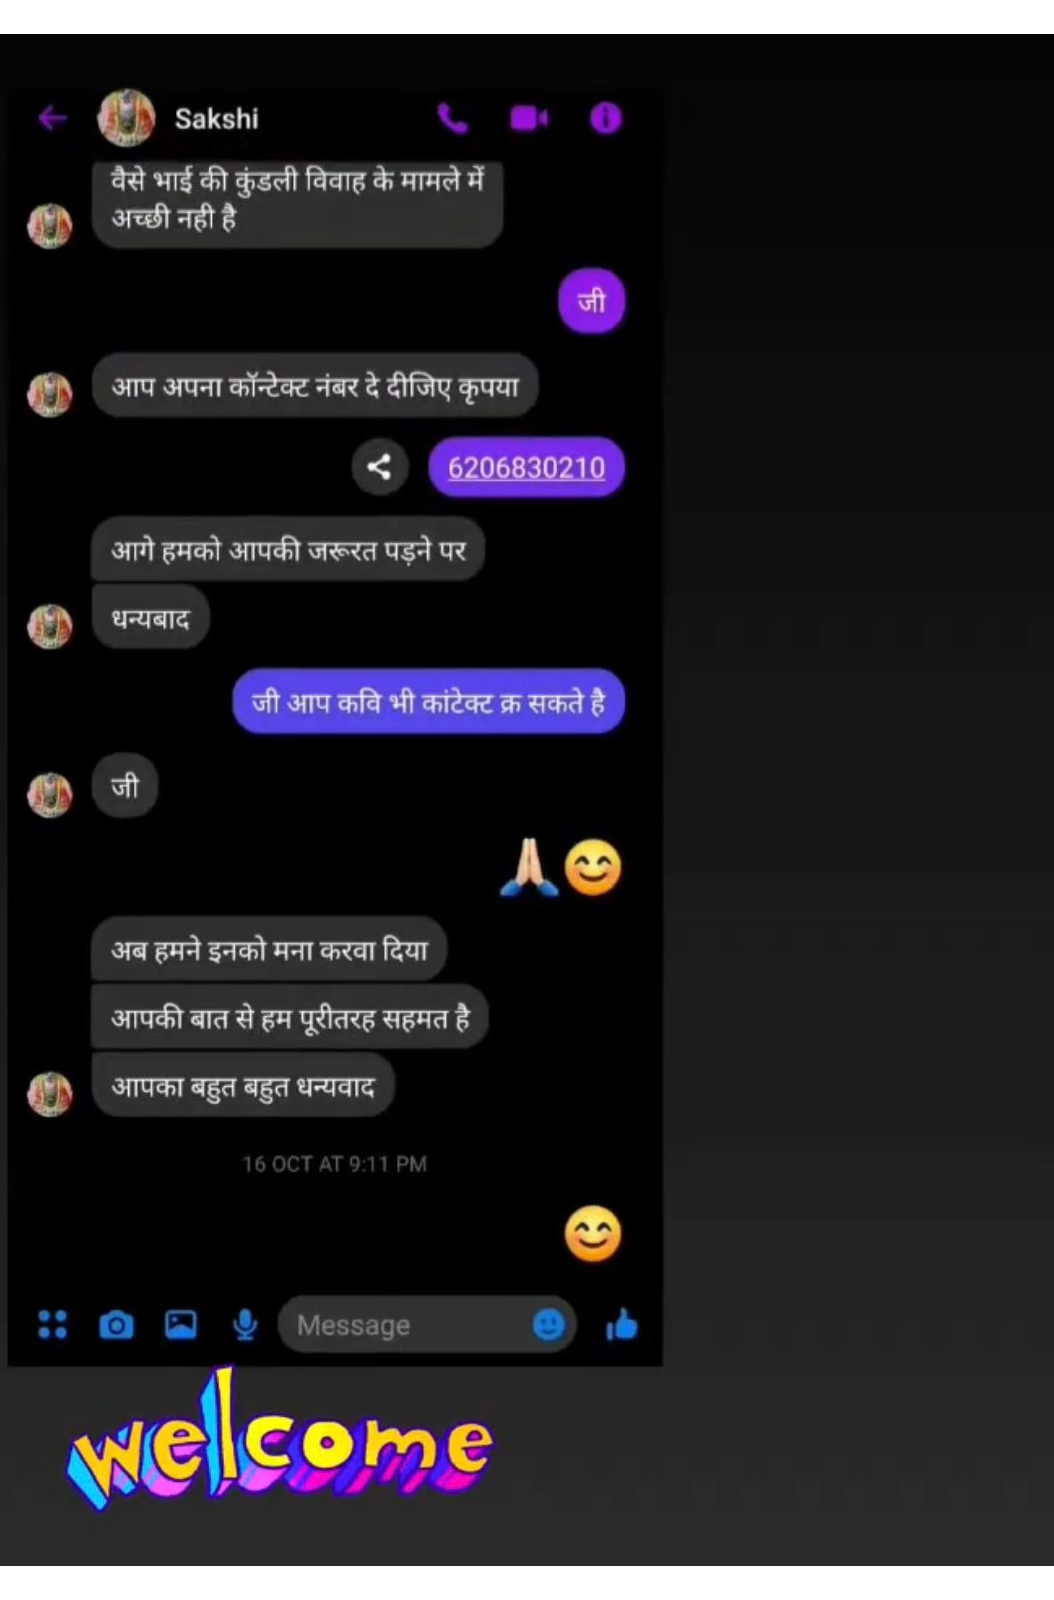 Sakshi
वैसे भाई की कुंडली विवाह के मामले में
अच्छी नही है
जी
आप अपना कॉन्टेक्ट नंबर दे दीजिए कृपया
6206830210
आगे हमको आपकी जरूरत पड़ने पर
धन्यबाद
जी आप कवि भी कांटेक्ट क्र सकते है
जी
🙏🏻😊
अब हमने इनको मना करवा दिया
आपकी बात से हम पूरीतरह सहमत है
आपका बहुत बहुत धन्यवाद
16 OCT AT 9:11 PM
😊
Message
welcome